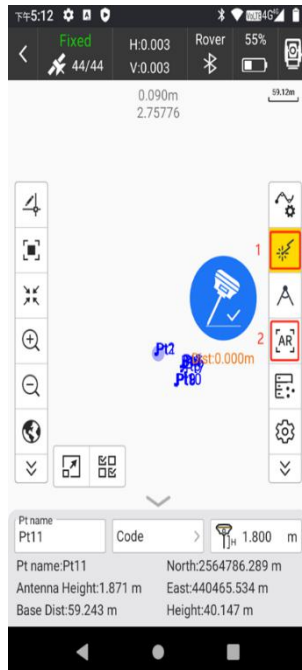 下午5:12
55%
Fixed
44/44
H:0.003
V:0.003
Rover
0.090m
2.75776
59.12m
1
2
AR
Pt2
Dist:0.000m
Pt name
Pt11
Code
H 1.800 m
Pt name:Pt11
North:2564786.289 m
Antenna Height:1.871 m
East:440465.534 m
Base Dist:59.243 m
Height:40.147 m